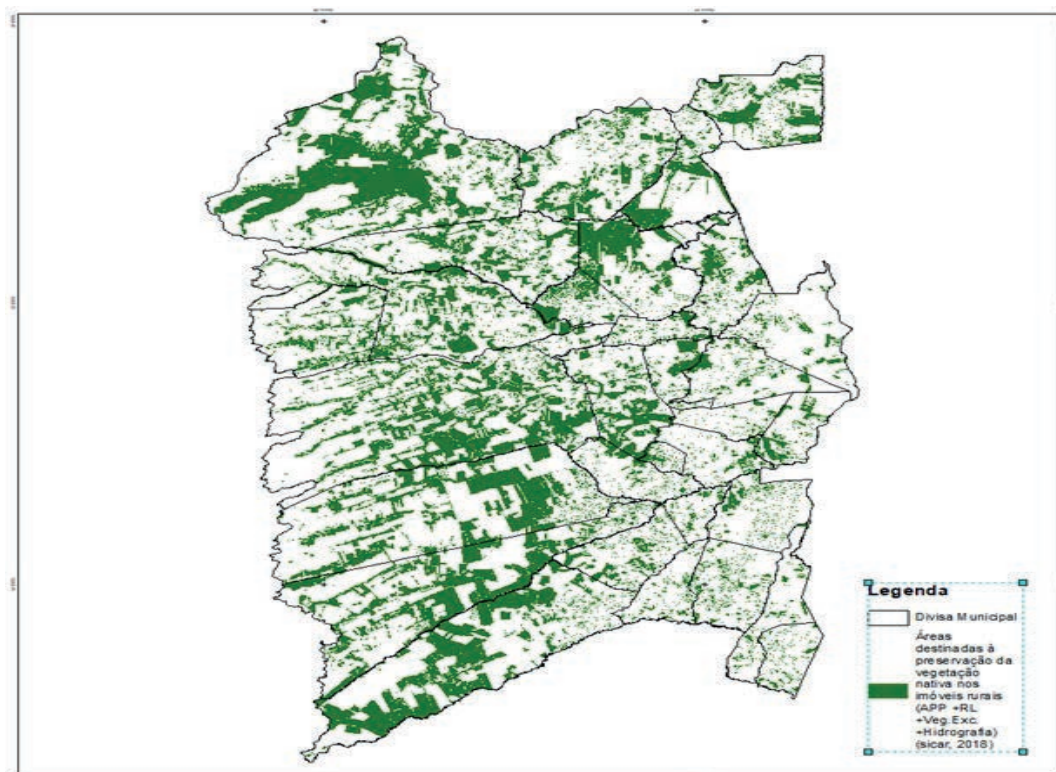 Legenda
Divisa Municipal
Áreas
destinadas à
preservação da
vegetação
nativa nos
imóveis rurais
(APP +RL
+Veg.Exc.
+Hidrografia)
(sicar, 2018)